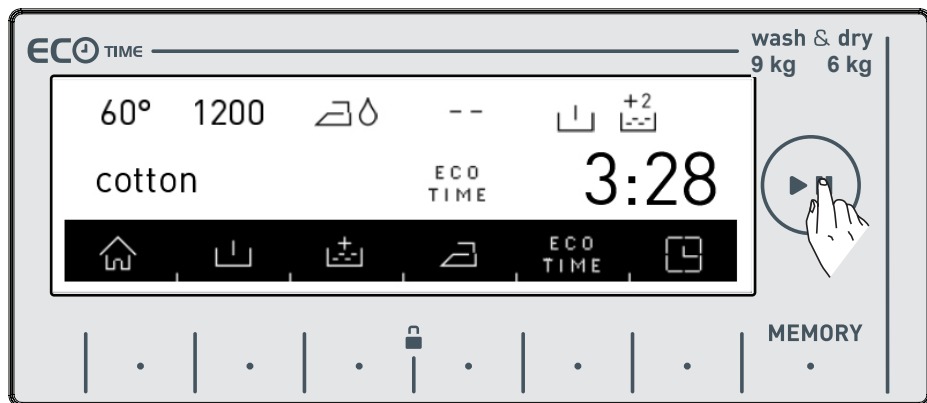 ECO TIME
wash & dry
9 kg 6 kg
60° 1200 -- +2
cotton ECO TIME 3:28
ECO TIME
MEMORY